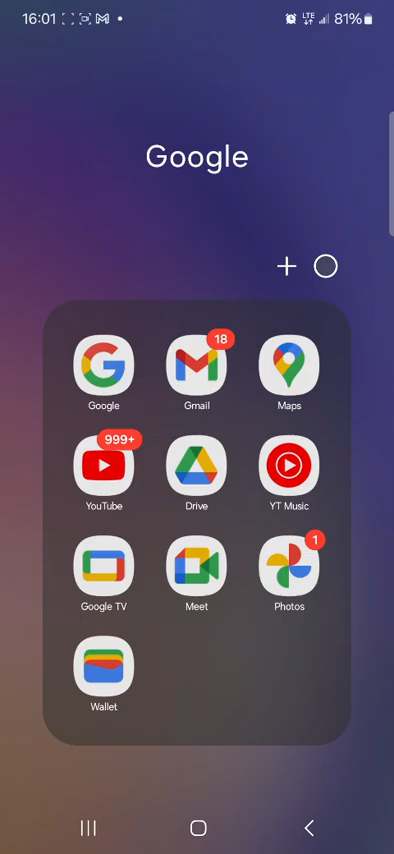 16:01 LTE 81%
Google
18
Google Gmail Maps
999+
YouTube Drive YT Music
1
Google TV Meet Photos
Wallet